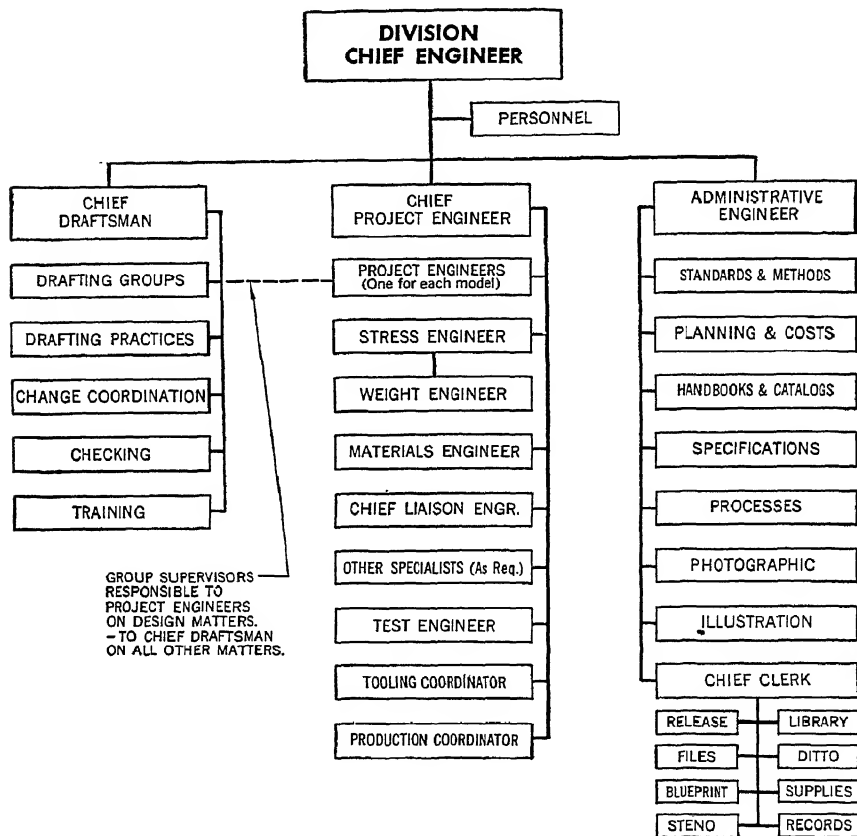 DIVISION
CHIEF ENGINEER
PERSONNEL
CHIEF
DRAFTSMAN
DRAFTING GROUPS
DRAFTING PRACTICES
CHANGE COORDINATION
CHECKING
TRAINING
GROUP SUPERVISORS
RESPONSIBLE TO
PROJECT ENGINEERS
ON DESIGN MATTERS.
-TO CHIEF DRAFTSMAN
ON ALL OTHER MATTERS.
CHIEF
PROJECT ENGINEER
PROJECT ENGINEERS
(One for each model)
STRESS ENGINEER
WEIGHT ENGINEER
MATERIALS ENGINEER
CHIEF LIAISON ENGR.
OTHER SPECIALISTS (As Req.)
TEST ENGINEER
TOOLING COORDINATOR
PRODUCTION COORDINATOR
ADMINISTRATIVE
ENGINEER
STANDARDS & METHODS
PLANNING & COSTS
HANDBOOKS & CATALOGS
SPECIFICATIONS
PROCESSES
PHOTOGRAPHIC
ILLUSTRATION
CHIEF CLERK
RELEASE
LIBRARY
FILES
DITTO
BLUEPRINT
SUPPLIES
STENO
RECORDS